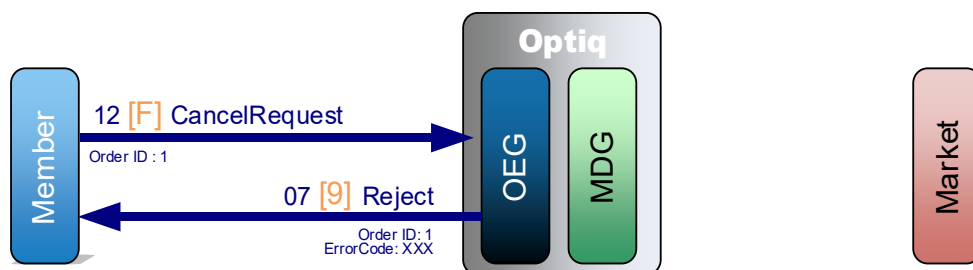 Optiq
Member
12 [F] CancelRequest
Order ID : 1
07 [9] Reject
Order ID: 1
ErrorCode: XXX
OEG
MDG
Market